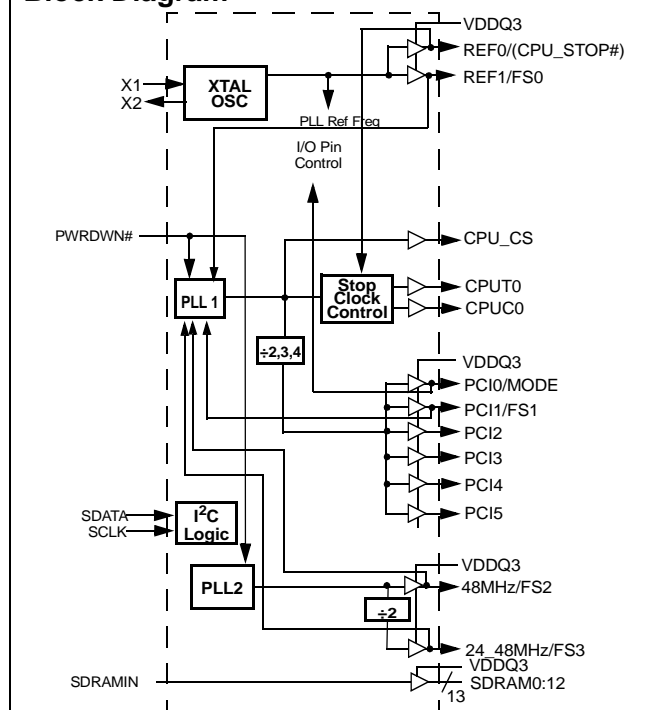 Block Diagram
VDDQ3
REF0/(CPU_STOP#)
X1
XTAL
OSC
REF1/FS0
X2
PLL Ref Freq
I/O Pin
Control
PWRDWN#
CPU_CS
PLL 1
Stop
Clock
Control
CPUT0
CPUC0
÷2,3,4
VDDQ3
PCI0/MODE
PCI1/FS1
PCI2
PCI3
PCI4
PCI5
SDATA
SCLK
I2C
Logic
VDDQ3
PLL2
48MHz/FS2
÷2
24_48MHz/FS3
VDDQ3
SDRAMIN
SDRAM0:12
13